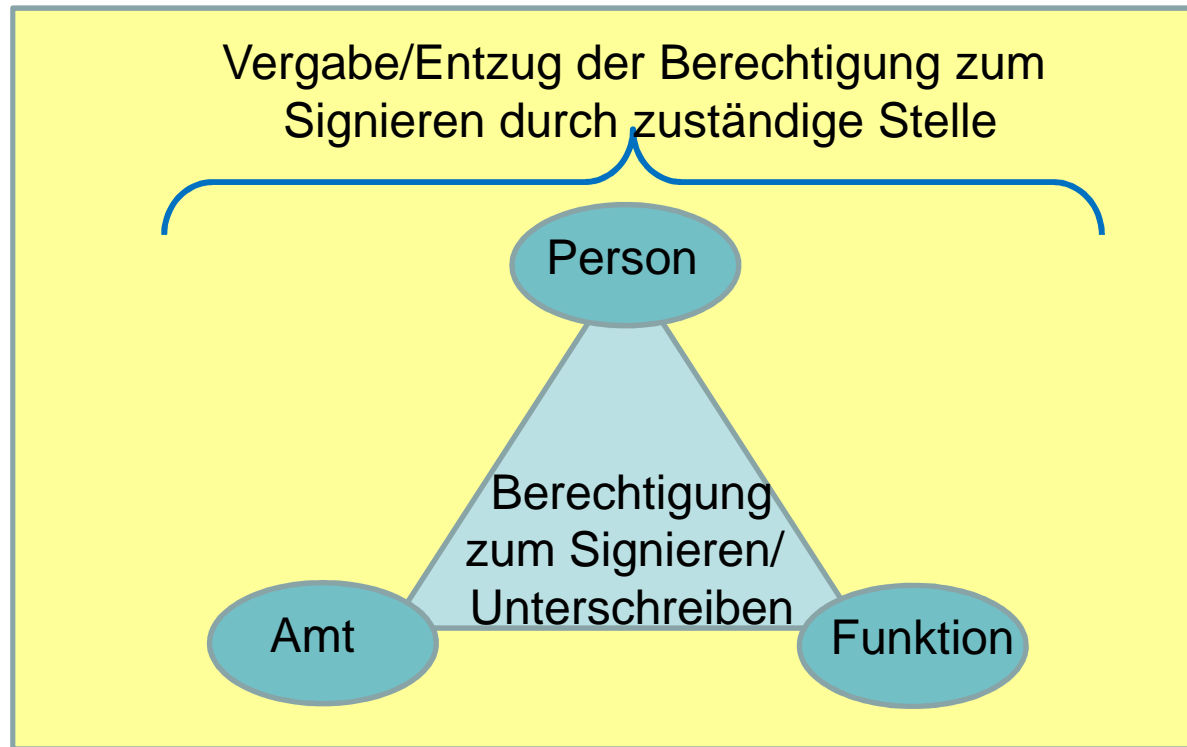 Vergabe/Entzug der Berechtigung zum
Signieren durch zuständige Stelle
Person
Berechtigung
zum Signieren/
Unterschreiben
Amt
Funktion